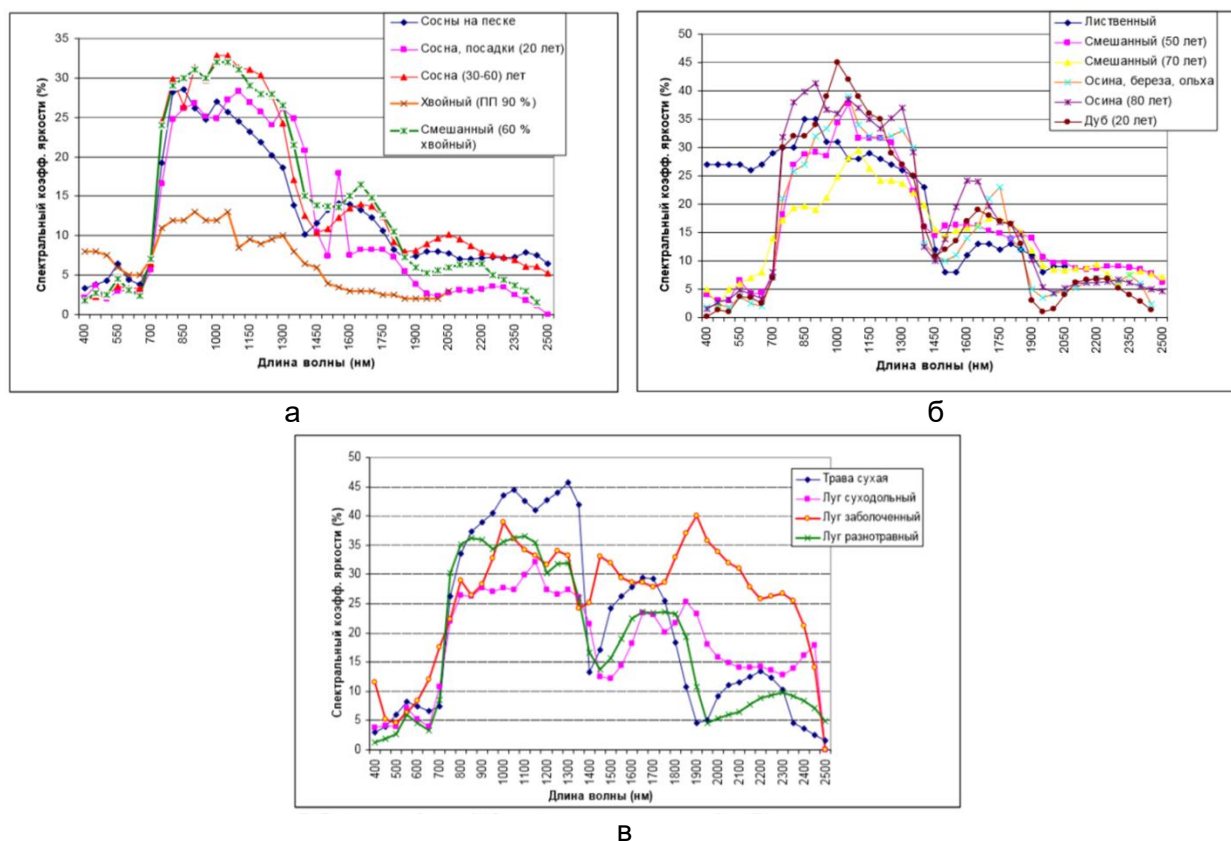 Сосны на песке
Сосна, посадки (20 лет)
Сосна (30-60) лет
Хвойный (ПП 90 %)
Смешанный (60 %
хвойный)
Спектральный коэфф. яркости (%)
35
30
25
20
15
10
5
0
400 550 700 850 1000 1150 1300 1450 1600 1750 1900 2050 2200 2350 2500
Длина волны (нм)
а
Лиственный
Смешанный (50 лет)
Смешанный (70 лет)
Осина, береза, ольха
Осина (80 лет)
Дуб (20 лет)
Спектральный коэфф. яркости (%)
50
45
40
35
30
25
20
15
10
5
0
400 550 700 850 1000 1150 1300 1450 1600 1750 1900 2050 2200 2350 2500
Длина волны (нм)
б
Трава сухая
Луг суходольный
Луг заболоченный
Луг разнотравный
Спектральный коэфф. яркости (%)
50
45
40
35
30
25
20
15
10
5
0
400 500 600 700 800 900 1000 1100 1200 1300 1400 1500 1600 1700 1800 1900 2000 2100 2200 2300 2400 2500
Длина волны (нм)
в